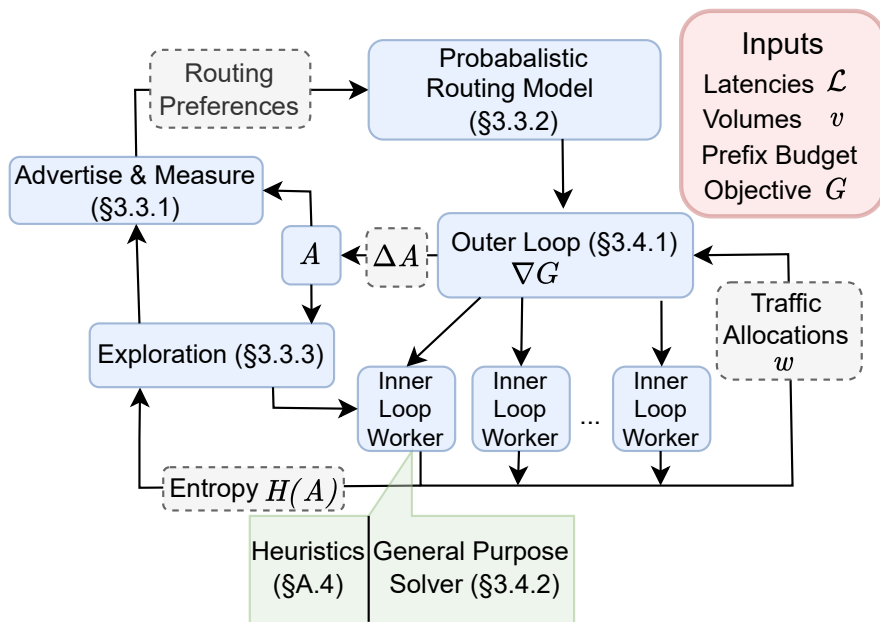 Routing
Preferences
Probabalistic
Routing Model
(§3.3.2)
Inputs
Latencies ℒ
Volumes v
Prefix Budget
Objective G
Advertise & Measure
(§3.3.1)
A
ΔA
Outer Loop (§3.4.1)
∇G
Traffic
Allocations
w
Exploration (§3.3.3)
Inner
Loop
Worker
Inner
Loop
Worker
...
Inner
Loop
Worker
Entropy H(A)
Heuristics
(§A.4)
General Purpose
Solver (§3.4.2)